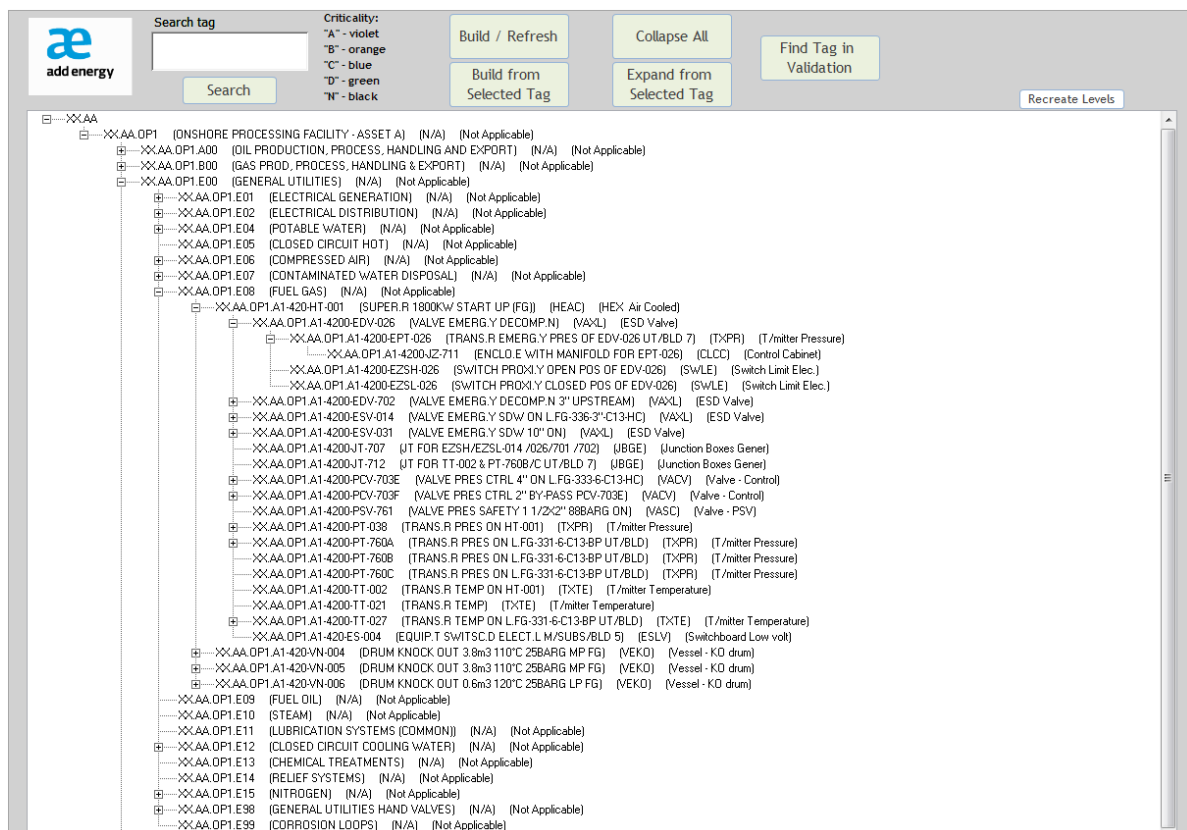 æ
add energy
Search tag
Search
Criticality:
"A" - violet
"B" - orange
"C" - blue
"D" - green
"N" - black
Build / Refresh
Build from
Selected Tag
Collapse All
Expand from
Selected Tag
Find Tag in
Validation
Recreate Levels
XX.AA
XX.AA.OP1 (ONSHORE PROCESSING FACILITY - ASSET A) (N/A) (Not Applicable)
XX.AA.OP1.A00 (OIL PRODUCTION, PROCESS, HANDLING AND EXPORT) (N/A) (Not Applicable)
XX.AA.OP1.B00 (GAS PROD, PROCESS, HANDLING & EXPORT) (N/A) (Not Applicable)
XX.AA.OP1.E00 (GENERAL UTILITIES) (N/A) (Not Applicable)
XX.AA.OP1.E01 (ELECTRICAL GENERATION) (N/A) (Not Applicable)
XX.AA.OP1.E02 (ELECTRICAL DISTRIBUTION) (N/A) (Not Applicable)
XX.AA.OP1.E04 (POTABLE WATER) (N/A) (Not Applicable)
XX.AA.OP1.E05 (CLOSED CIRCUIT HOT) (N/A) (Not Applicable)
XX.AA.OP1.E06 (COMPRESSED AIR) (N/A) (Not Applicable)
XX.AA.OP1.E07 (CONTAMINATED WATER DISPOSAL) (N/A) (Not Applicable)
XX.AA.OP1.E08 (FUEL GAS) (N/A) (Not Applicable)
XX.AA.OP1.A1-420-HT-001 (SUPER.R 1800KW START UP (FG)) (HEAC) (HEX Air Cooled)
XX.AA.OP1.A1-4200-EDV-026 (VALVE EMERG.Y DECOMP.N) (VAXL) (ESD Valve)
XX.AA.OP1.A1-4200-EPT-026 (TRANS.R EMERG.Y PRES OF EDV-026 UT/BLD 7) (TXPR) (T/mitter Pressure)
XX.AA.OP1.A1-4200-JZ-711 (ENCLO.E WITH MANIFOLD FOR EPT-026) (CLCC) (Control Cabinet)
XX.AA.OP1.A1-4200-EZSH-026 (SWITCH PROXI.Y OPEN POS OF EDV-026) (SWLE) (Switch Limit Elec.)
XX.AA.OP1.A1-4200-EZSL-026 (SWITCH PROXI.Y CLOSED POS OF EDV-026) (SWLE) (Switch Limit Elec.)
XX.AA.OP1.A1-4200-EDV-702 (VALVE EMERG.Y DECOMP.N 3" UPSTREAM) (VAXL) (ESD Valve)
XX.AA.OP1.A1-4200-ESV-014 (VALVE EMERG.Y SDW ON L.FG-336-3"-C13-HC) (VAXL) (ESD Valve)
XX.AA.OP1.A1-4200-ESV-031 (VALVE EMERG.Y SDW 10" ON) (VAXL) (ESD Valve)
XX.AA.OP1.A1-4200-JT-707 (JT FOR EZSH/EZSL-014 /026/701 /702) (JBGE) (Junction Boxes Gener)
XX.AA.OP1.A1-4200-JT-712 (JT FOR TT-002 & PT-760B/C UT/BLD 7) (JBGE) (Junction Boxes Gener)
XX.AA.OP1.A1-4200-PCV-703E (VALVE PRES CTRL 4" ON L.FG-333-6-C13-HC) (VACV) (Valve - Control)
XX.AA.OP1.A1-4200-PCV-703F (VALVE PRES CTRL 2" BY-PASS PCV-703E) (VACV) (Valve - Control)
XX.AA.OP1.A1-4200-PSV-761 (VALVE PRES SAFETY 1 1/2X2" 88BARG ON) (VASC) (Valve - PSV)
XX.AA.OP1.A1-4200-PT-038 (TRANS.R PRES ON HT-001) (TXPR) (T/mitter Pressure)
XX.AA.OP1.A1-4200-PT-760A (TRANS.R PRES ON L.FG-331-6-C13-BP UT/BLD) (TXPR) (T/mitter Pressure)
XX.AA.OP1.A1-4200-PT-760B (TRANS.R PRES ON L.FG-331-6-C13-BP UT/BLD) (TXPR) (T/mitter Pressure)
XX.AA.OP1.A1-4200-PT-760C (TRANS.R PRES ON L.FG-331-6-C13-BP UT/BLD) (TXPR) (T/mitter Pressure)
XX.AA.OP1.A1-4200-TT-002 (TRANS.R TEMP ON HT-001) (TXTE) (T/mitter Temperature)
XX.AA.OP1.A1-4200-TT-021 (TRANS.R TEMP) (TXTE) (T/mitter Temperature)
XX.AA.OP1.A1-4200-TT-027 (TRANS.R TEMP ON L.FG-331-6-C13-BP UT/BLD) (TXTE) (T/mitter Temperature)
XX.AA.OP1.A1-420-ES-004 (EQUIP.T SWITSC.D ELECT.L M/SUBS/BLD 5) (ESLV) (Switchboard Low volt)
XX.AA.OP1.A1-420-VN-004 (DRUM KNOCK OUT 3.8m3 110°C 25BARG MP FG) (VEKO) (Vessel - KO drum)
XX.AA.OP1.A1-420-VN-005 (DRUM KNOCK OUT 3.8m3 110°C 25BARG MP FG) (VEKO) (Vessel - KO drum)
XX.AA.OP1.A1-420-VN-006 (DRUM KNOCK OUT 0.6m3 120°C 25BARG LP FG) (VEKO) (Vessel - KO drum)
XX.AA.OP1.E09 (FUEL OIL) (N/A) (Not Applicable)
XX.AA.OP1.E10 (STEAM) (N/A) (Not Applicable)
XX.AA.OP1.E11 (LUBRICATION SYSTEMS (COMMON)) (N/A) (Not Applicable)
XX.AA.OP1.E12 (CLOSED CIRCUIT COOLING WATER) (N/A) (Not Applicable)
XX.AA.OP1.E13 (CHEMICAL TREATMENTS) (N/A) (Not Applicable)
XX.AA.OP1.E14 (RELIEF SYSTEMS) (N/A) (Not Applicable)
XX.AA.OP1.E15 (NITROGEN) (N/A) (Not Applicable)
XX.AA.OP1.E98 (GENERAL UTILITIES HAND VALVES) (N/A) (Not Applicable)
XX.AA.OP1.E99 (CORROSION LOOPS) (N/A) (Not Applicable)